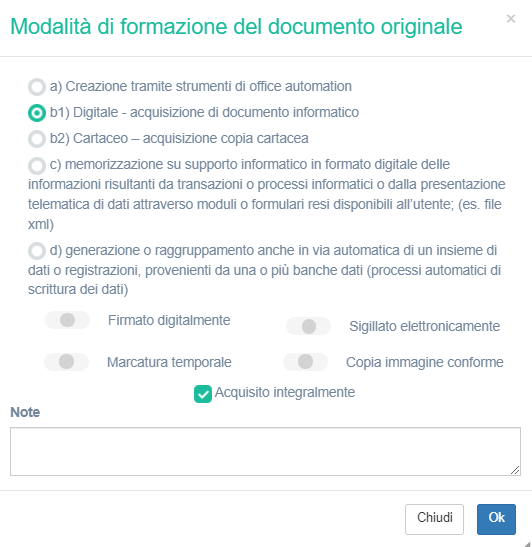 Modalità di formazione del documento originale
×
a) Creazione tramite strumenti di office automation
b1) Digitale - acquisizione di documento informatico
b2) Cartaceo – acquisizione copia cartacea
c) memorizzazione su supporto informatico in formato digitale delle
informazioni risultanti da transazioni o processi informatici o dalla presentazione
telematica di dati attraverso moduli o formulari resi disponibili all'utente; (es. file
xml)
d) generazione o raggruppamento anche in via automatica di un insieme di
dati o registrazioni, provenienti da una o più banche dati (processi automatici di
scrittura dei dati)
Firmato digitalmente
Sigillato elettronicamente
Marcatura temporale
Copia immagine conforme
Acquisito integralmente
Note
Chiudi
Ok